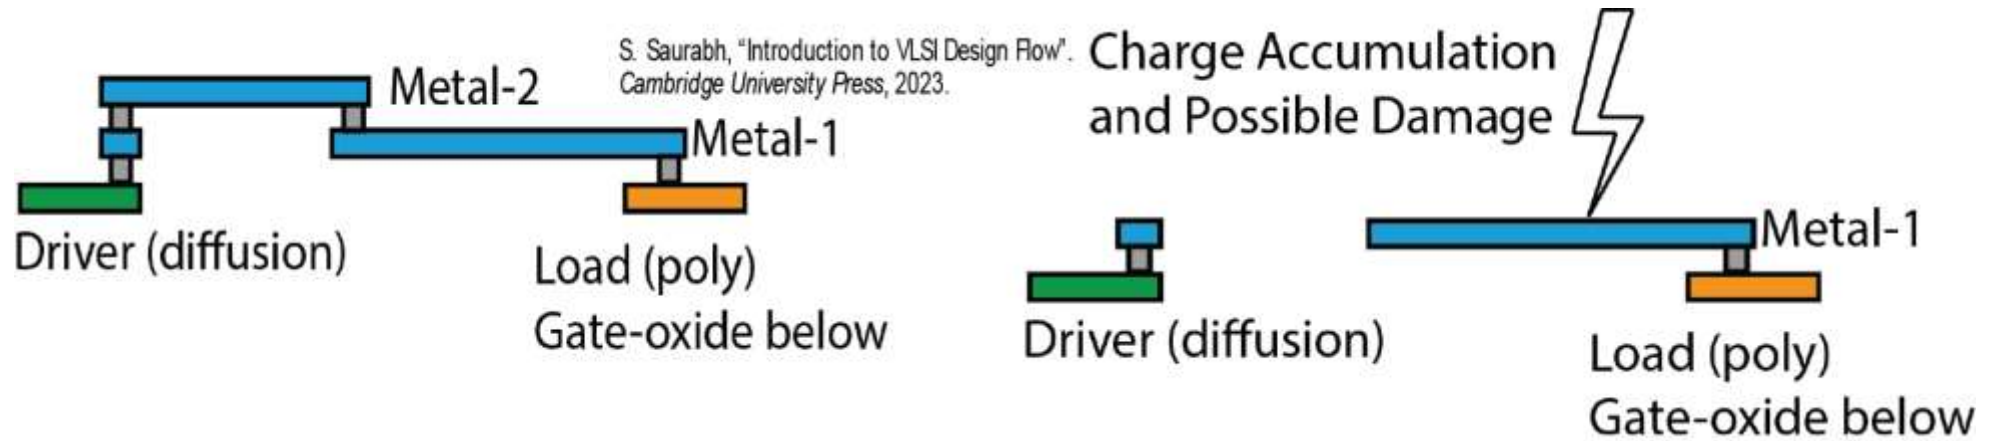 S. Saurabh, "Introduction to VLSI Design Flow".
Cambridge University Press, 2023.
Metal-2
Metal-1
Driver (diffusion)
Load (poly)
Gate-oxide below
Charge Accumulation
and Possible Damage
Metal-1
Driver (diffusion)
Load (poly)
Gate-oxide below